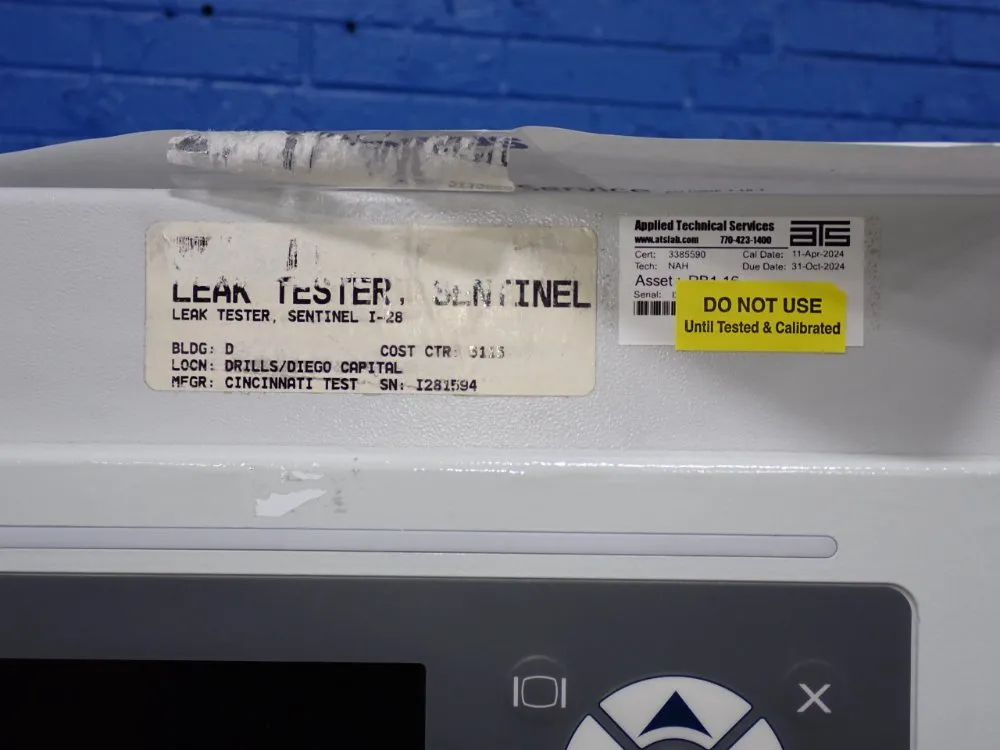 Service
LEAK TESTER, SENTINEL
LEAK TESTER, SENTINEL I-28
BLDG: D COST CTR:
LOCN: DRILLS/DIEGO CAPITAL
MFGR: CINCINNATI TEST SN: I281594
Applied Technical Services
www.atslab.com 770-423-1400
ATS
Cert: 3385590 Cal Date: 11-Apr-2024
Tech: NAH Due Date: 31-Oct-2024
Asset
Serial:
DO NOT USE
Until Tested & Calibrated
X